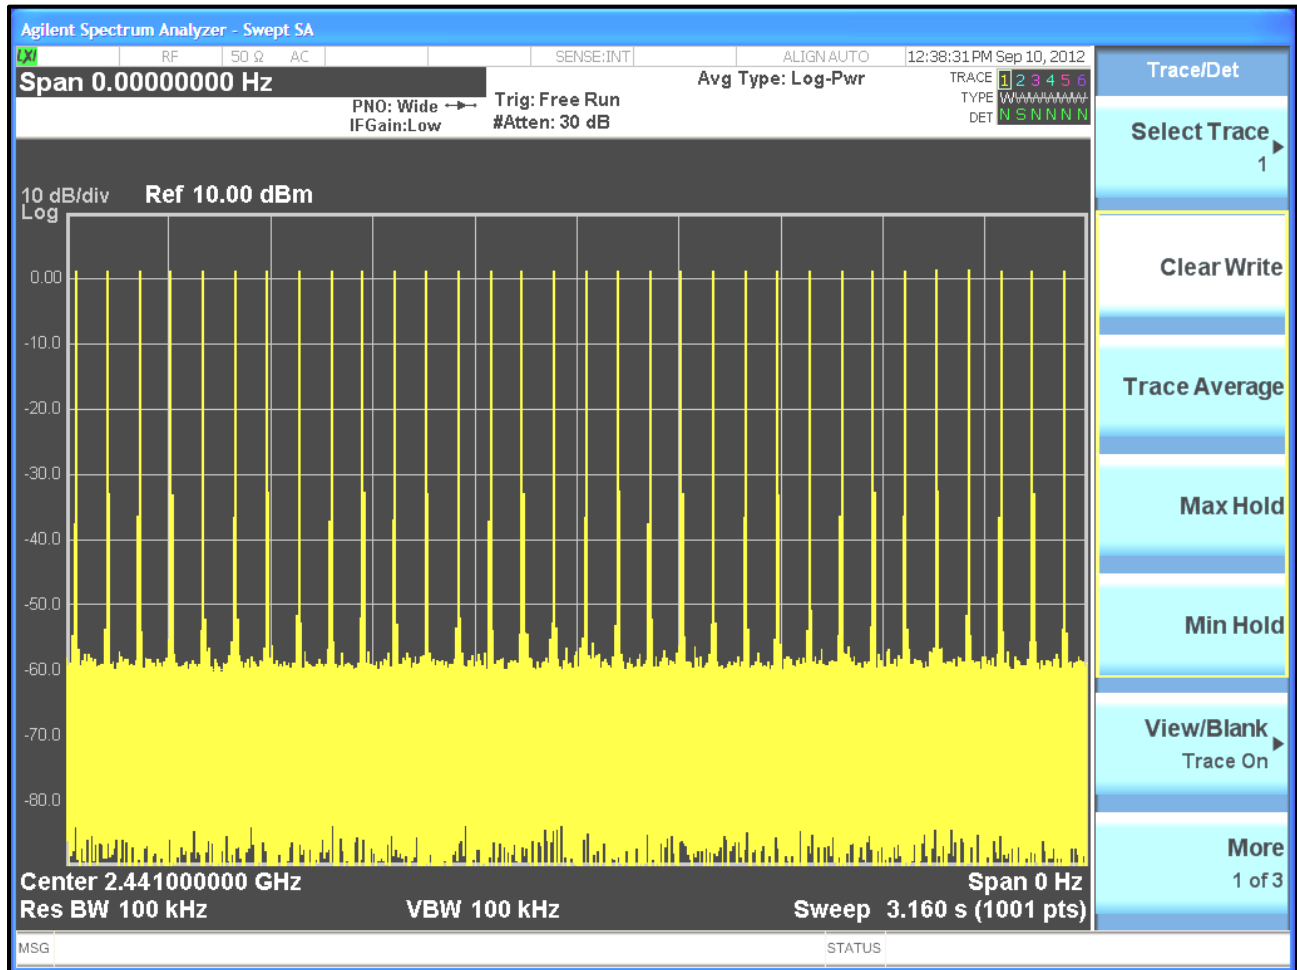 Agilent Spectrum Analyzer - Swept SA
LXI RF 50 Ω AC SENSE:INT ALIGN AUTO 12:38:31 PM Sep 10, 2012
Span 0.00000000 Hz
Avg Type: Log-Pwr
TRACE 1 2 3 4 5 6
TYPE WWWWWW
DET N S N N N N
PNO: Wide
IFGain:Low
Trig: Free Run
#Atten: 30 dB
10 dB/div Ref 10.00 dBm
Log
0.00
-10.0
-20.0
-30.0
-40.0
-50.0
-60.0
-70.0
-80.0
Center 2.441000000 GHz Span 0 Hz
Res BW 100 kHz VBW 100 kHz Sweep 3.160 s (1001 pts)
MSG STATUS
Trace/Det
Select Trace
1
Clear Write
Trace Average
Max Hold
Min Hold
View/Blank
Trace On
More
1 of 3